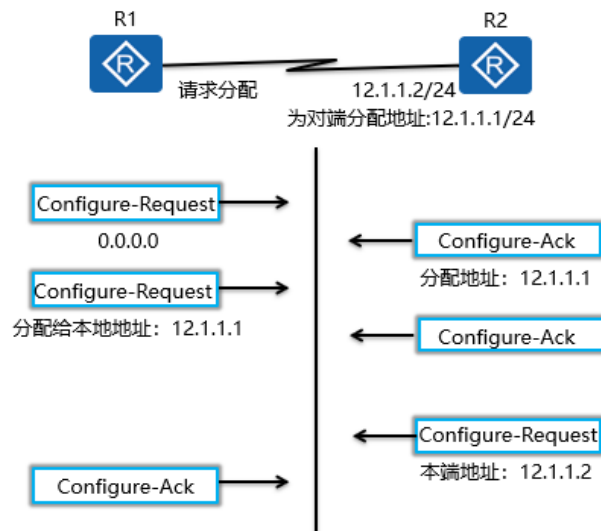 R1
R2
R
R
请求分配
12.1.1.2/24
为对端分配地址:12.1.1.1/24
Configure-Request
0.0.0.0
Configure-Ack
分配地址：12.1.1.1
Configure-Request
分配给本地地址：12.1.1.1
Configure-Ack
Configure-Request
本端地址：12.1.1.2
Configure-Ack